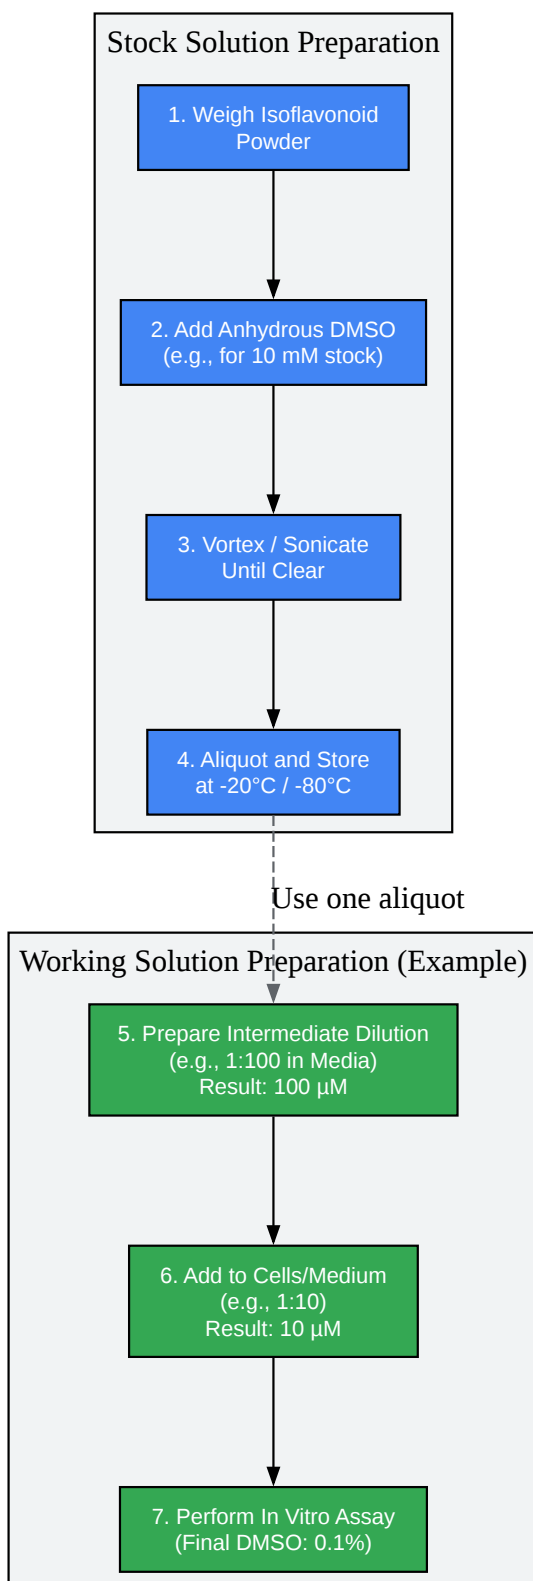 Stock Solution Preparation
1. Weigh Isoflavonoid
Powder
2. Add Anhydrous DMSO
(e.g., for 10 mM stock)
3. Vortex / Sonicate
Until Clear
4. Aliquot and Store
at -20°C / -80°C
Use one aliquot
Working Solution Preparation (Example)
5. Prepare Intermediate Dilution
(e.g., 1:100 in Media)
Result: 100 µM
6. Add to Cells/Medium
(e.g., 1:10)
Result: 10 µM
7. Perform In Vitro Assay
(Final DMSO: 0.1%)